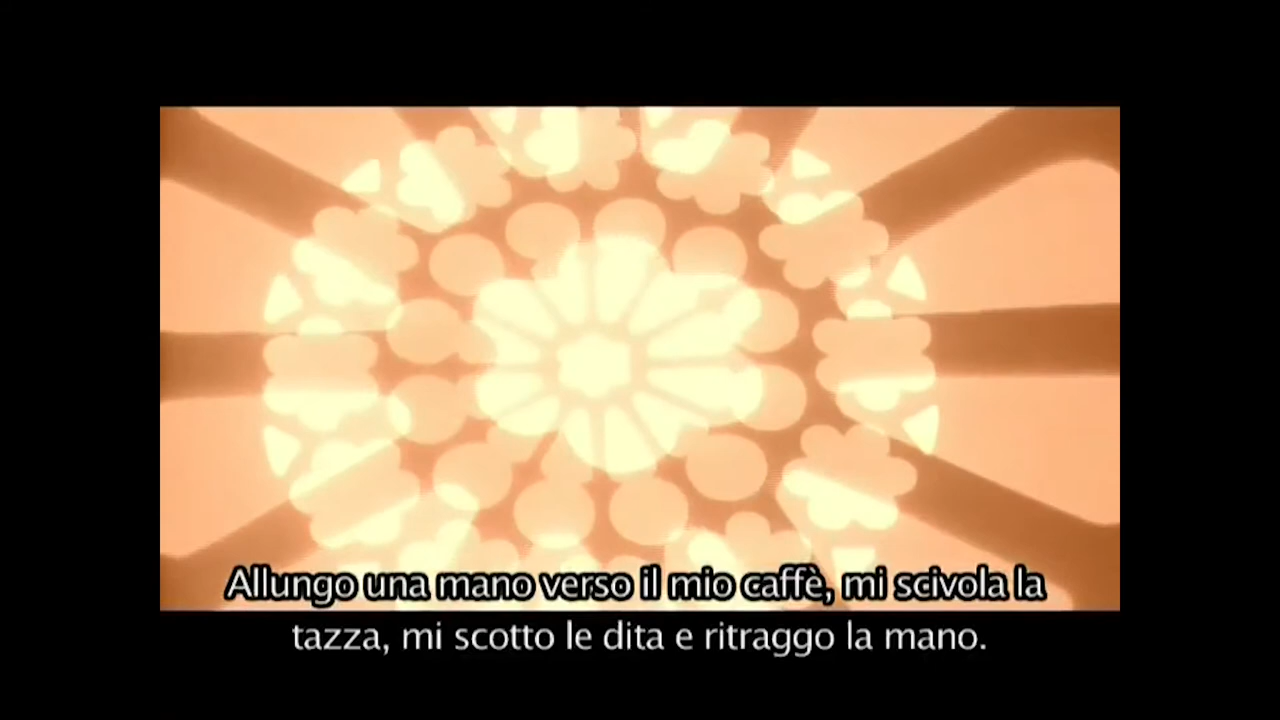 Allungo una mano verso il mio caffè, mi scivola la
tazza, mi scotto le dita e ritraggo la mano.